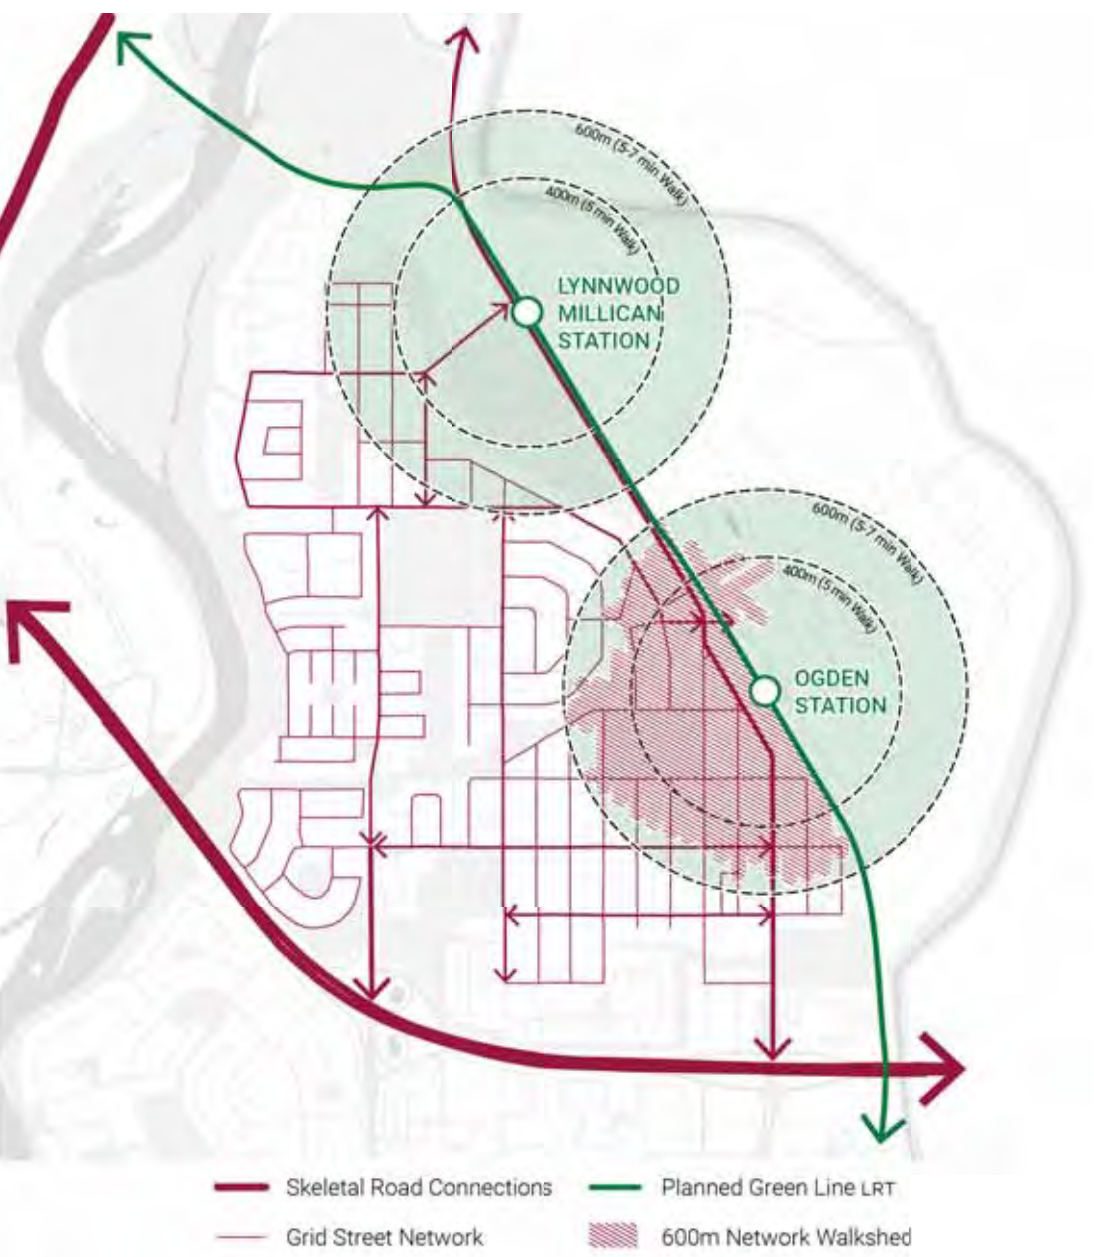 600m (5-7 min Walk)
400m (5 min Walk)
LYNNWOOD
MILLICAN
STATION
600m (5-7 min Walk)
400m (5 min Walk)
OGDEN
STATION
Skeletal Road Connections
Planned Green Line LRT
Grid Street Network
600m Network Walkshed